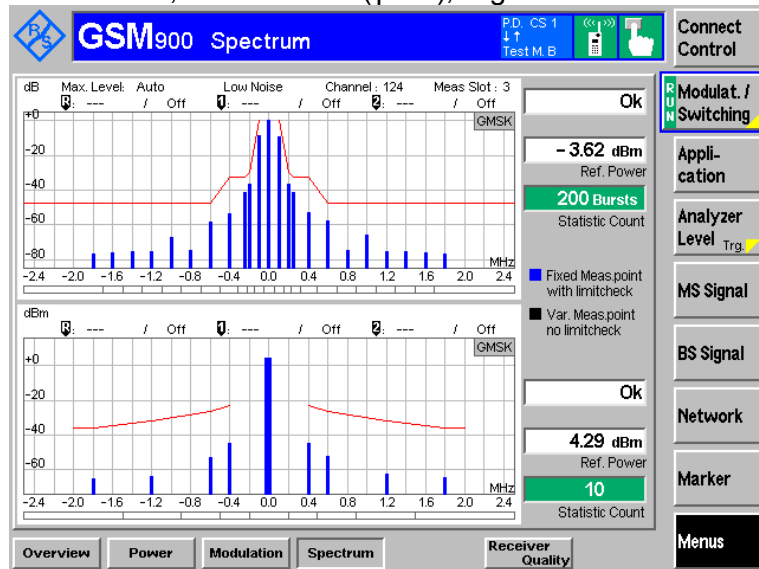 R/S GSM900 Spectrum
P.D. CS 1
Test M. B
Connect Control
dB Max. Level: Auto Low Noise Channel : 124 Meas Slot : 3
R: --- / Off 1: --- / Off 2: --- / Off
GMSK
+0
-20
-40
-60
-80
MHz
-2.4 -2.0 -1.6 -1.2 -0.8 -0.4 0.0 0.4 0.8 1.2 1.6 2.0 2.4
Ok
- 3.62 dBm
Ref. Power
200 Bursts
Statistic Count
Fixed Meas.point
with limitcheck
Var. Meas.point
no limitcheck
dBm
R: --- / Off 1: --- / Off 2: --- / Off
GMSK
+0
-20
-40
-60
MHz
-2.4 -2.0 -1.6 -1.2 -0.8 -0.4 0.0 0.4 0.8 1.2 1.6 2.0 2.4
Ok
4.29 dBm
Ref. Power
10
Statistic Count
RUN
Modulat. /
Switching
Appli-
cation
Analyzer
Level Trg.
MS Signal
BS Signal
Network
Marker
Menus
Overview Power Modulation Spectrum Receiver
Quality